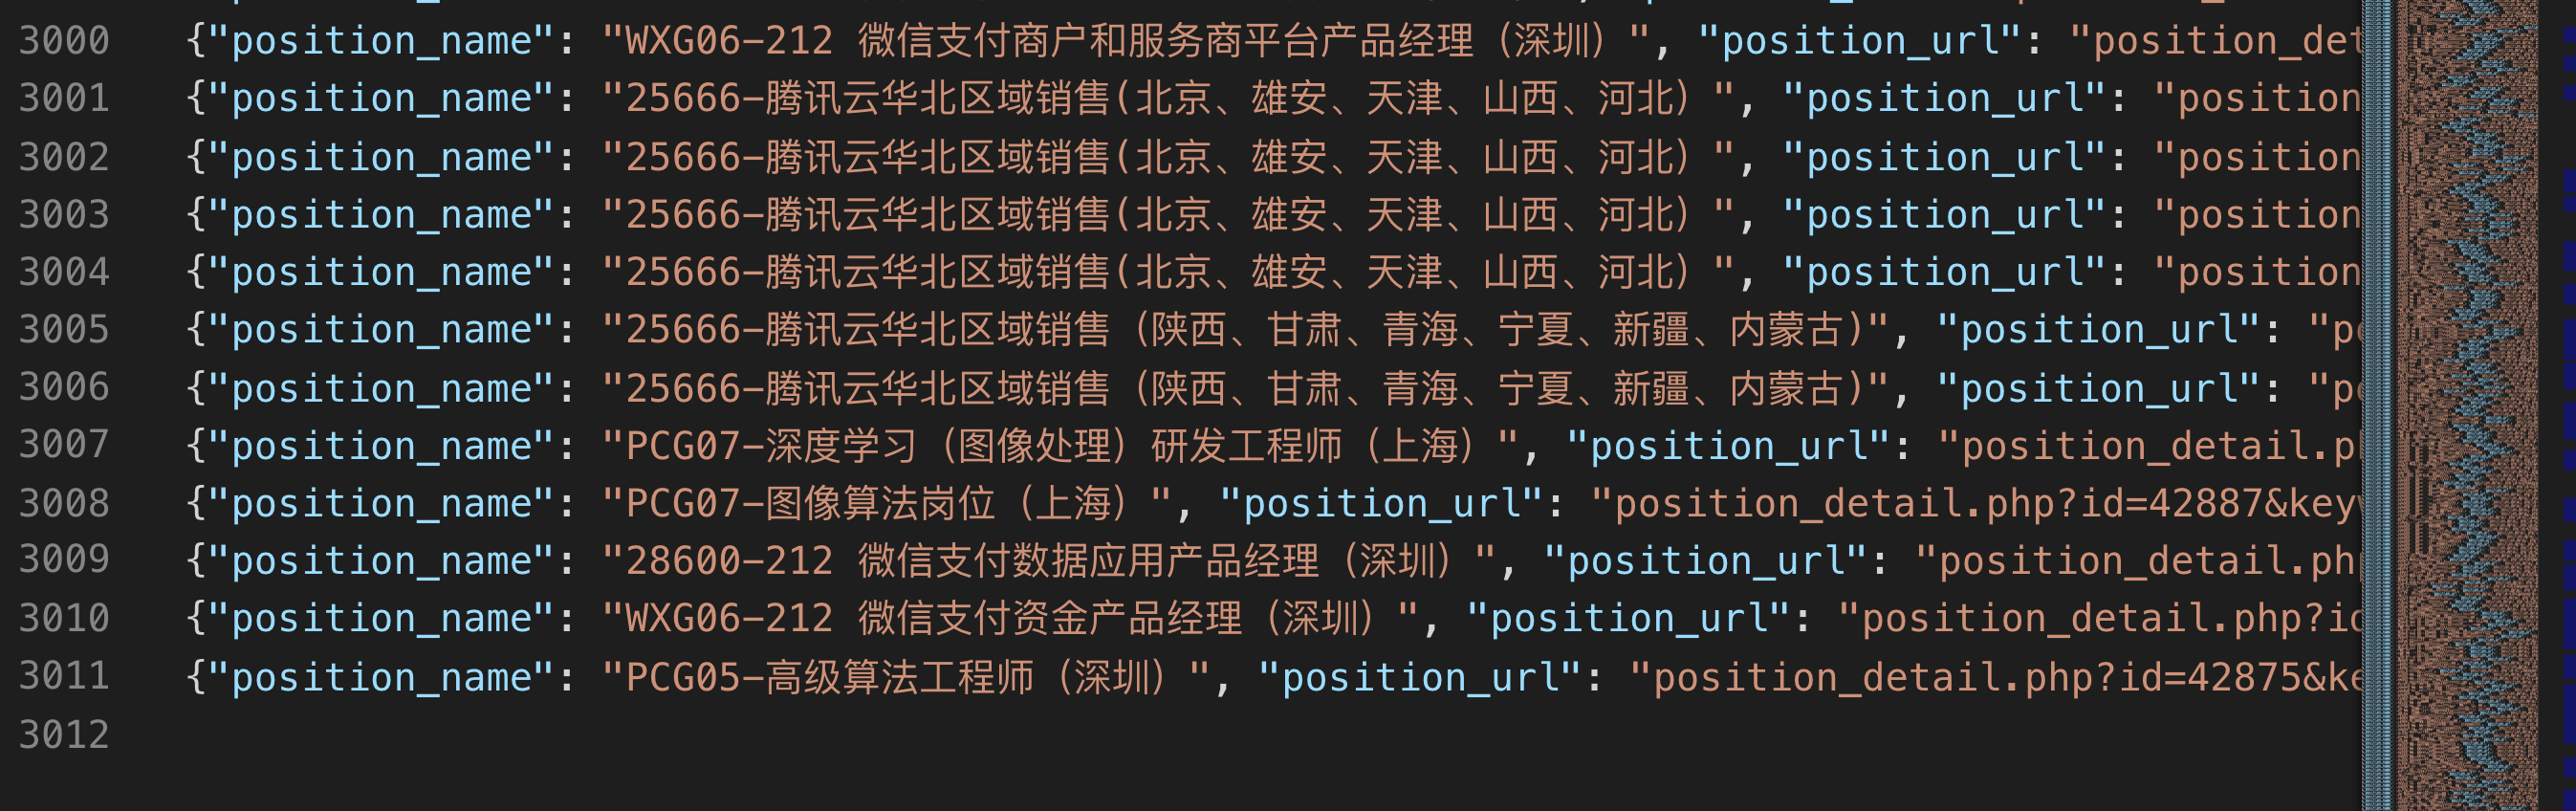 3000 {"position_name": "WXG06-212 微信支付商户和服务商平台产品经理（深圳）", "position_url": "position_det
3001 {"position_name": "25666-腾讯云华北区域销售(北京、雄安、天津、山西、河北）", "position_url": "position
3002 {"position_name": "25666-腾讯云华北区域销售(北京、雄安、天津、山西、河北）", "position_url": "position
3003 {"position_name": "25666-腾讯云华北区域销售(北京、雄安、天津、山西、河北）", "position_url": "position
3004 {"position_name": "25666-腾讯云华北区域销售(北京、雄安、天津、山西、河北）", "position_url": "position
3005 {"position_name": "25666-腾讯云华北区域销售（陕西、甘肃、青海、宁夏、新疆、内蒙古)", "position_url": "po
3006 {"position_name": "25666-腾讯云华北区域销售（陕西、甘肃、青海、宁夏、新疆、内蒙古)", "position_url": "po
3007 {"position_name": "PCG07-深度学习（图像处理）研发工程师（上海）", "position_url": "position_detail.p
3008 {"position_name": "PCG07-图像算法岗位（上海）", "position_url": "position_detail.php?id=42887&key
3009 {"position_name": "28600-212 微信支付数据应用产品经理（深圳）", "position_url": "position_detail.ph
3010 {"position_name": "WXG06-212 微信支付资金产品经理（深圳）", "position_url": "position_detail.php?id
3011 {"position_name": "PCG05-高级算法工程师（深圳）", "position_url": "position_detail.php?id=42875&ke
3012